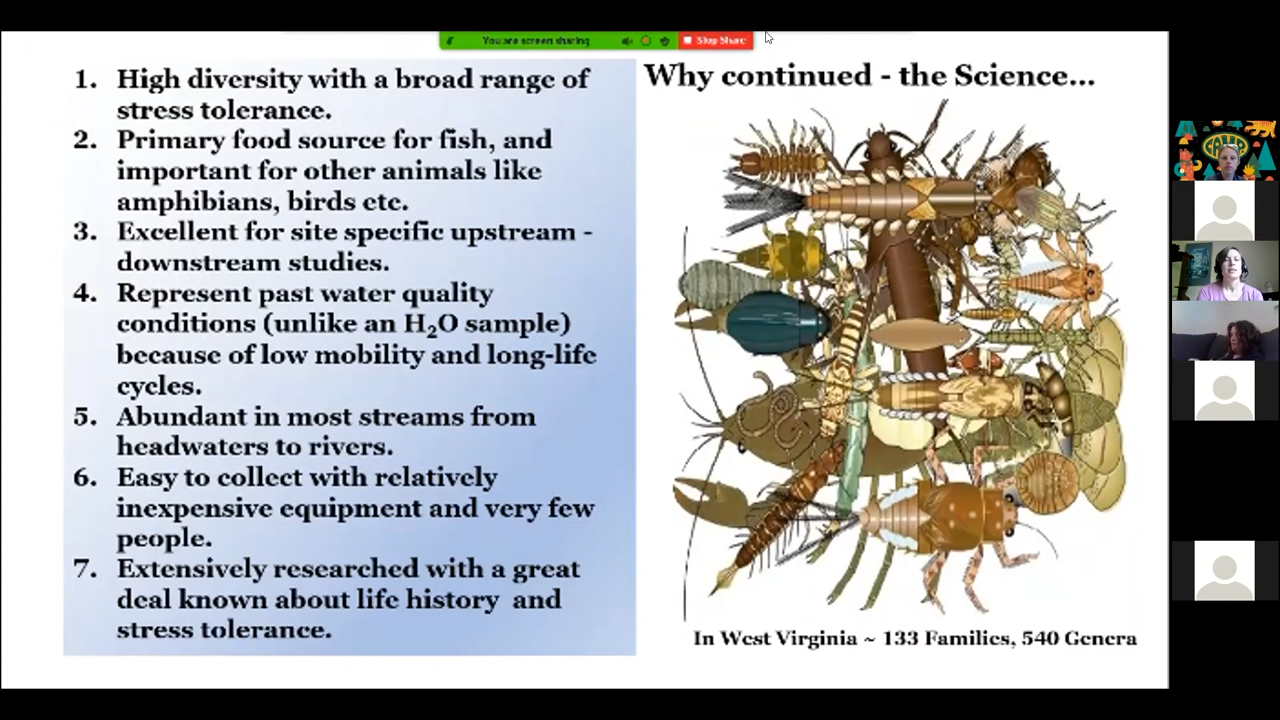 You are screen sharing
Stop Share
1. High diversity with a broad range of
stress tolerance.
2. Primary food source for fish, and
important for other animals like
amphibians, birds etc.
3. Excellent for site specific upstream -
downstream studies.
4. Represent past water quality
conditions (unlike an H₂O sample)
because of low mobility and long-life
cycles.
5. Abundant in most streams from
headwaters to rivers.
6. Easy to collect with relatively
inexpensive equipment and very few
people.
7. Extensively researched with a great
deal known about life history and
stress tolerance.
Why continued - the Science...
In West Virginia ~ 133 Families, 540 Genera